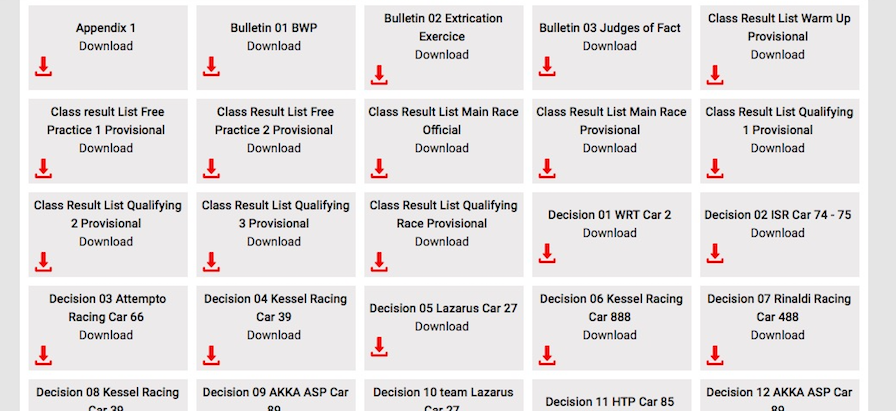 Appendix 1
Download
Bulletin 01 BWP
Download
Bulletin 02 Extrication
Exercice
Download
Bulletin 03 Judges of Fact
Download
Class Result List Warm Up
Provisional
Download
Class result List Free
Practice 1 Provisional
Download
Class Result List Free
Practice 2 Provisional
Download
Class Result List Main Race
Official
Download
Class Result List Main Race
Provisional
Download
Class Result List Qualifying
1 Provisional
Download
Class Result List Qualifying
2 Provisional
Download
Class Result List Qualifying
3 Provisional
Download
Class Result List Qualifying
Race Provisional
Download
Decision 01 WRT Car 2
Download
Decision 02 ISR Car 74 - 75
Download
Decision 03 Attempto
Racing Car 66
Download
Decision 04 Kessel Racing
Car 39
Download
Decision 05 Lazarus Car 27
Download
Decision 06 Kessel Racing
Car 888
Download
Decision 07 Rinaldi Racing
Car 488
Download
Decision 08 Kessel Racing
Car 39
Decision 09 AKKA ASP Car
89
Decision 10 team Lazarus
Car 27
Decision 11 HTP Car 85
Decision 12 AKKA ASP Car
89